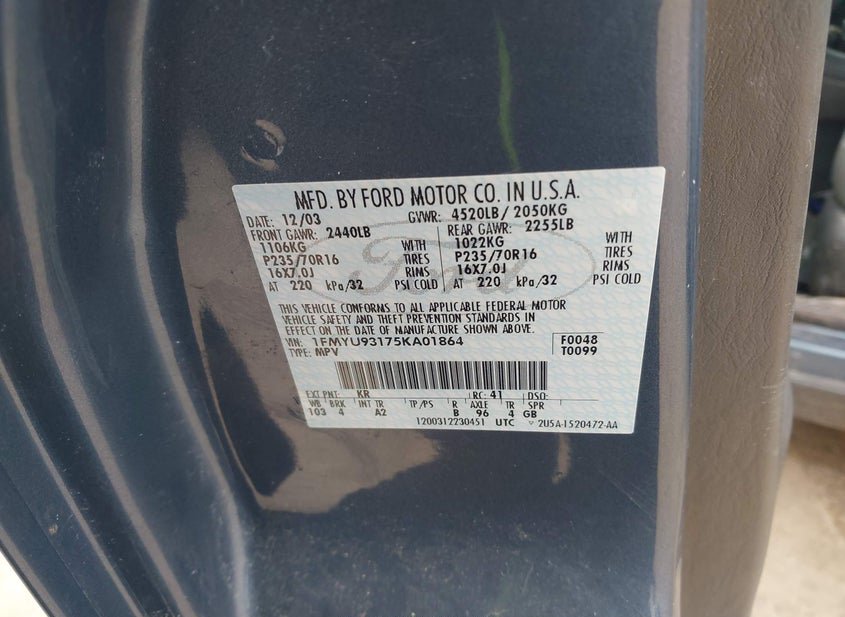 MFD. BY FORD MOTOR CO. IN U.S.A.
DATE: 12/03 GVWR: 4520LB/ 2050KG
FRONT GAWR: 2440LB REAR GAWR: 2255LB
1106KG WITH 1022KG WITH
P235/70R16 TIRES P235/70R16 TIRES
16X7.0J RIMS 16X7.0J RIMS
AT 220 kPa/32 PSI COLD AT 220 kPa/32 PSI COLD
Ford
THIS VEHICLE CONFORMS TO ALL APPLICABLE FEDERAL MOTOR
VEHICLE SAFETY AND THEFT PREVENTION STANDARDS IN
EFFECT ON THE DATE OF MANUFACTURE SHOWN ABOVE.
VIN: 1FMYU93175KA01864 F0048
TYPE: MPV T0099
EXT PNT: KR RC: 41 DSO:
WB BRK INT TR TP/PS R AXLE TR SPR
103 4 A2 B 96 4 GB
1200312230451 UTC ▽ 2U5A-1520472-AA